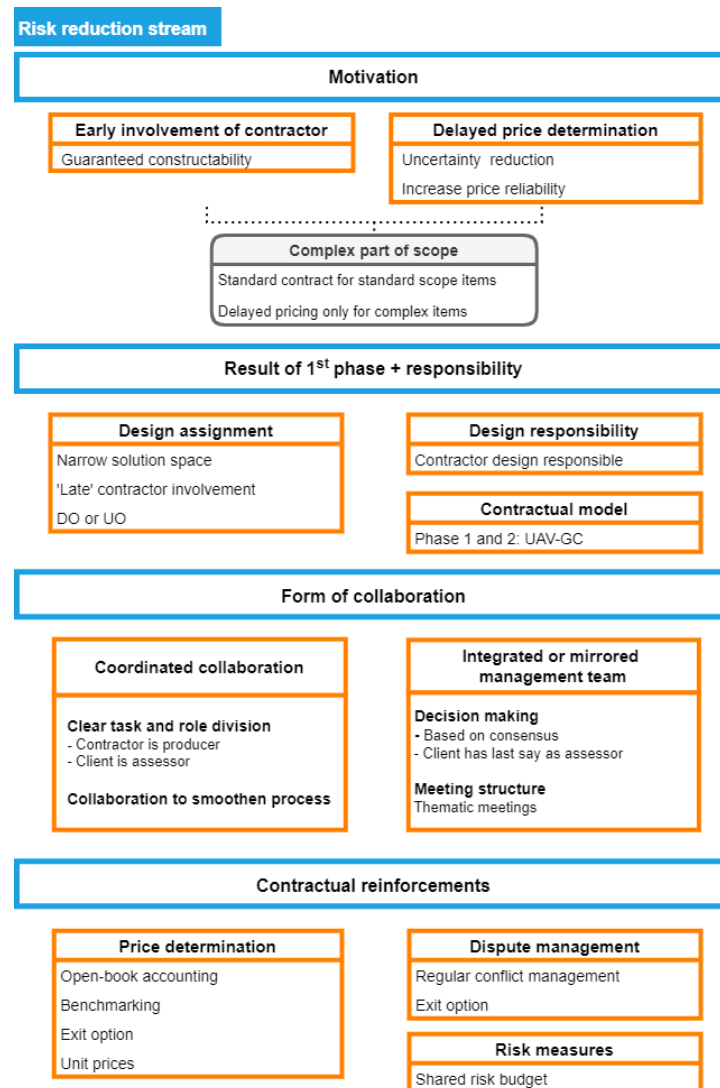 Risk reduction stream
Motivation
Early involvement of contractor
Guaranteed constructability
Delayed price determination
Uncertainty reduction
Increase price reliability
Complex part of scope
Standard contract for standard scope items
Delayed pricing only for complex items
Result of 1st phase + responsibility
Design assignment
Narrow solution space
'Late' contractor involvement
DO or UO
Design responsibility
Contractor design responsible
Contractual model
Phase 1 and 2: UAV-GC
Form of collaboration
Coordinated collaboration
Clear task and role division
- Contractor is producer
- Client is assessor
Collaboration to smoothen process
Integrated or mirrored
management team
Decision making
- Based on consensus
- Client has last say as assessor
Meeting structure
Thematic meetings
Contractual reinforcements
Price determination
Open-book accounting
Benchmarking
Exit option
Unit prices
Dispute management
Regular conflict management
Exit option
Risk measures
Shared risk budget